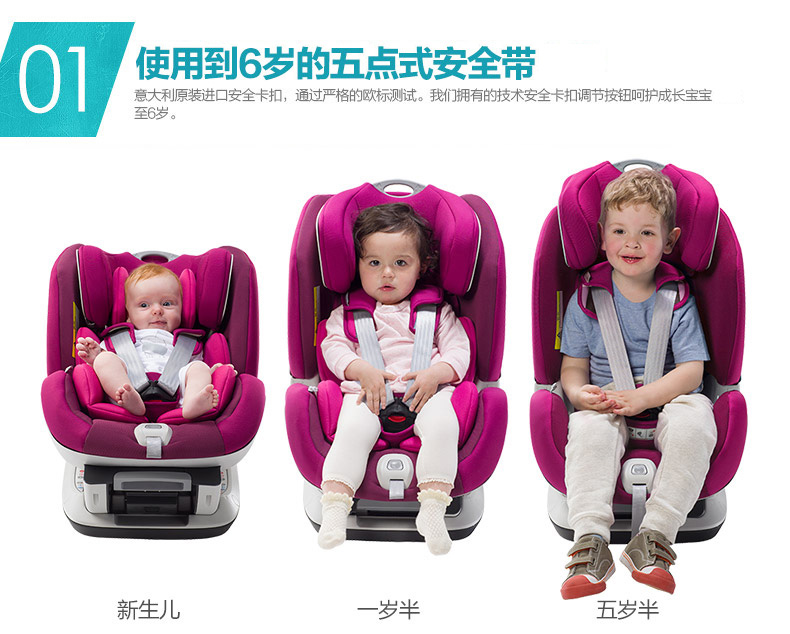 01
使用到6岁的五点式安全带
意大利原装进口安全卡扣，通过严格的欧标测试。我们拥有的技术安全卡扣调节按钮呵护成长宝宝
至6岁。
新生儿 一岁半 五岁半